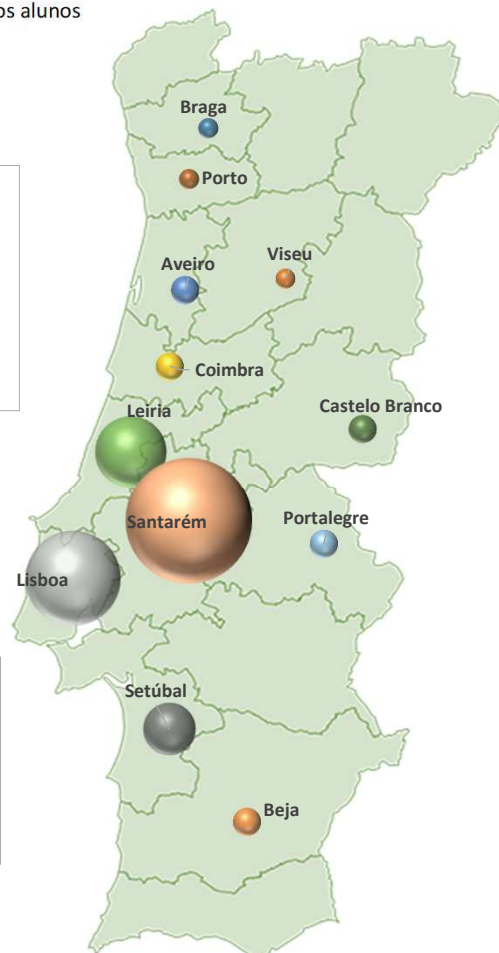 os alunos
Braga
Porto
Viseu
Aveiro
Coimbra
Castelo Branco
Leiria
Portalegre
Santarém
Lisboa
Setúbal
Beja